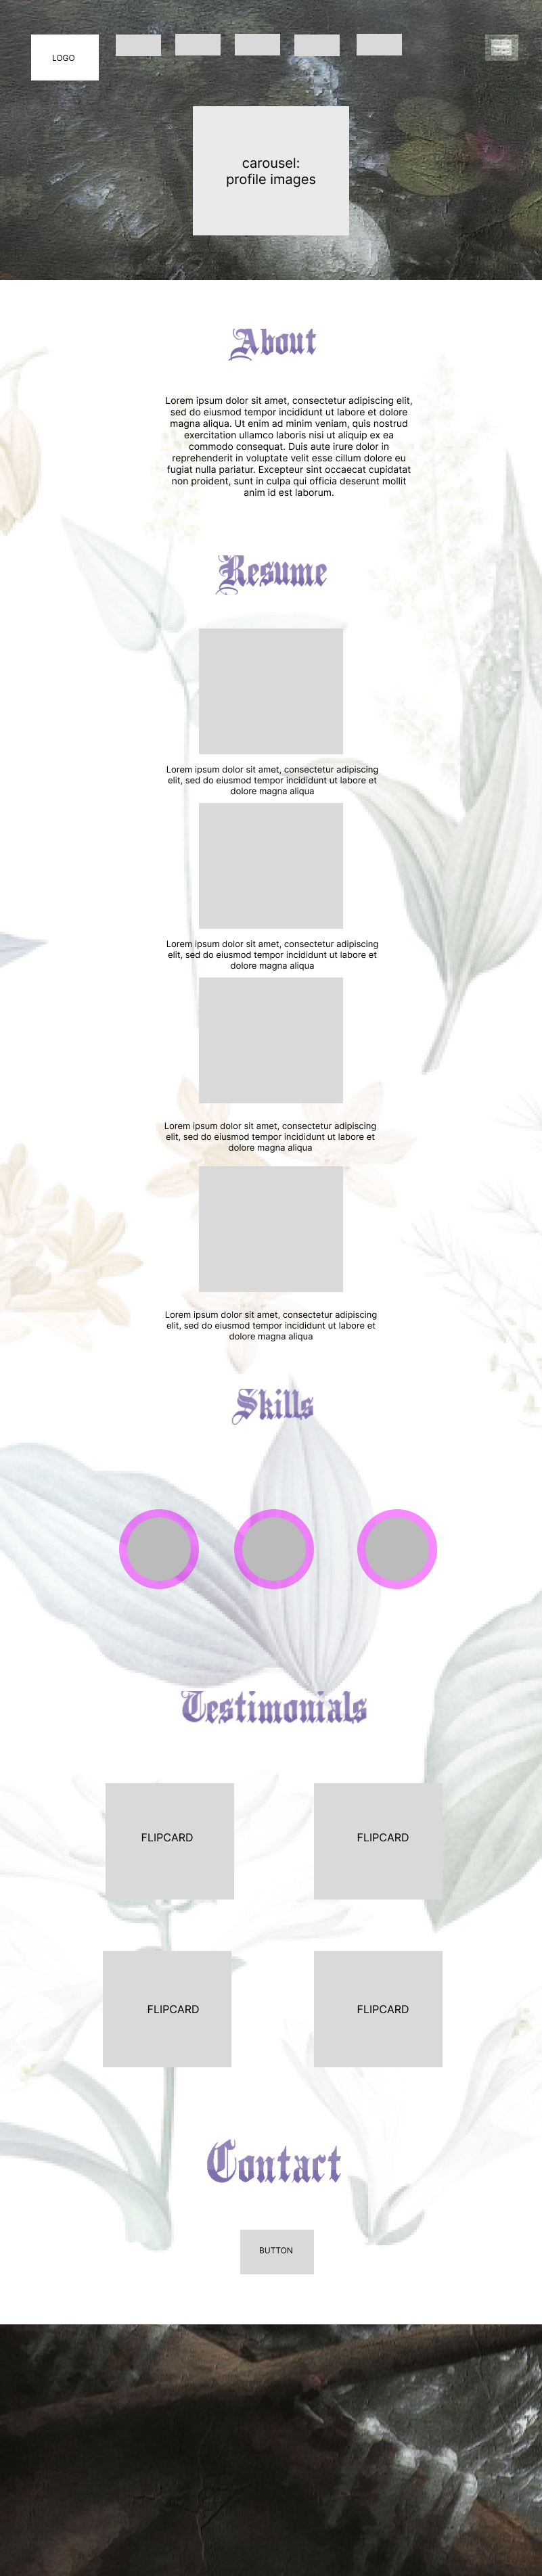 LOGO
carousel:
profile images
About
Lorem ipsum dolor sit amet, consectetur adipiscing elit,
sed do eiusmod tempor incididunt ut labore et dolore
magna aliqua. Ut enim ad minim veniam, quis nostrud
exercitation ullamco laboris nisi ut aliquip ex ea
commodo consequat. Duis aute irure dolor in
reprehenderit in voluptate velit esse cillum dolore eu
fugiat nulla pariatur. Excepteur sint occaecat cupidatat
non proident, sunt in culpa qui officia deserunt mollit
anim id est laborum.
Resume
Lorem ipsum dolor sit amet, consectetur adipiscing
elit, sed do eiusmod tempor incididunt ut labore et
dolore magna aliqua
Lorem ipsum dolor sit amet, consectetur adipiscing
elit, sed do eiusmod tempor incididunt ut labore et
dolore magna aliqua
Lorem ipsum dolor sit amet, consectetur adipiscing
elit, sed do eiusmod tempor incididunt ut labore et
dolore magna aliqua
Lorem ipsum dolor sit amet, consectetur adipiscing
elit, sed do eiusmod tempor incididunt ut labore et
dolore magna aliqua
Skills
Testimonials
FLIPCARD
FLIPCARD
FLIPCARD
FLIPCARD
Contact
BUTTON